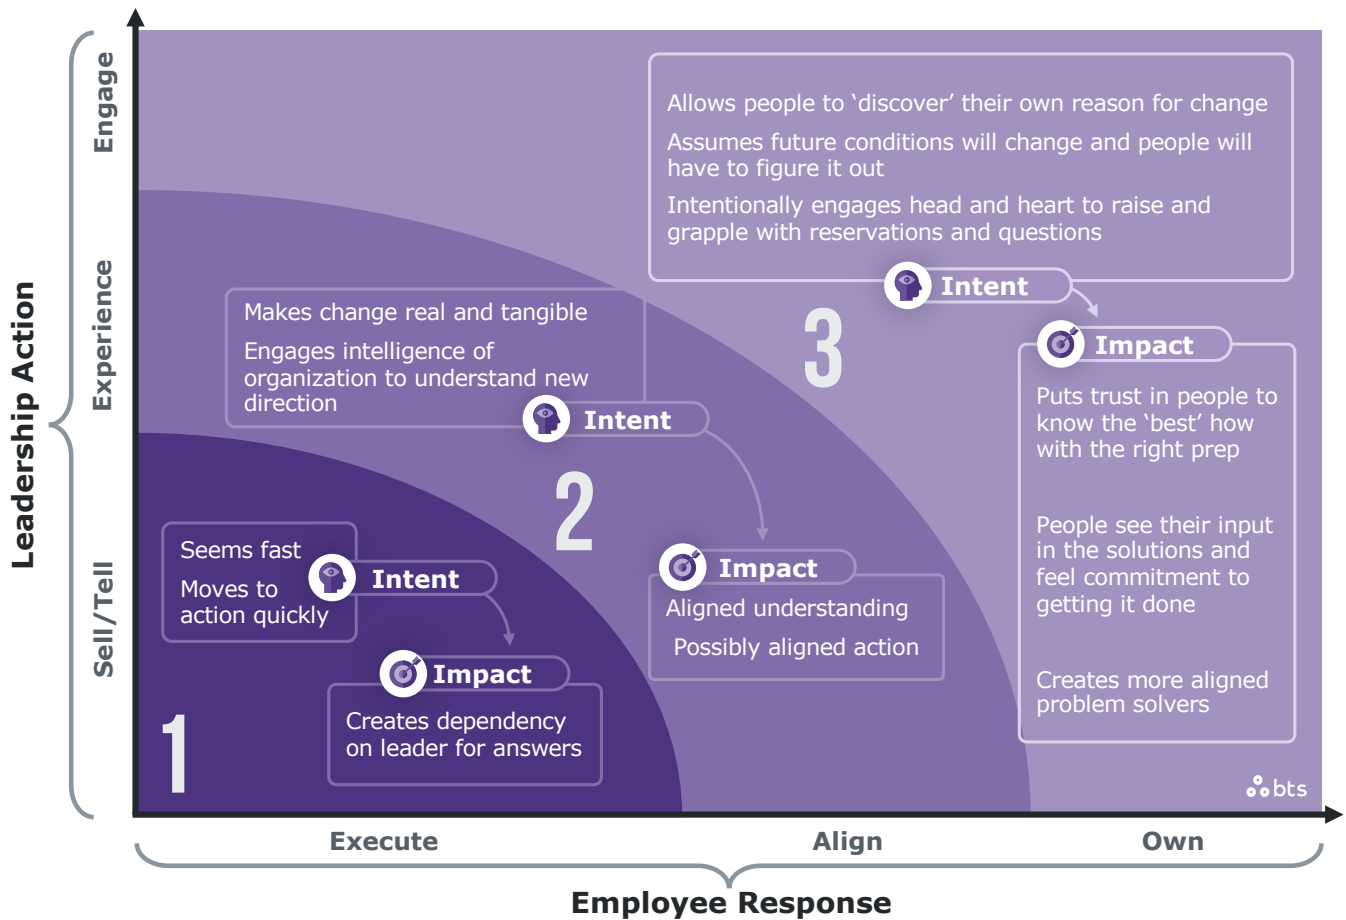 Leadership Action
Engage
Experience
Sell/Tell
Allows people to ‘discover’ their own reason for change
Assumes future conditions will change and people will
have to figure it out
Intentionally engages head and heart to raise and
grapple with reservations and questions
Intent
3
Impact
Puts trust in people to
know the ‘best’ how
with the right prep
People see their input
in the solutions and
feel commitment to
getting it done
Creates more aligned
problem solvers
Makes change real and tangible
Engages intelligence of
organization to understand new
direction
Intent
2
Impact
Aligned understanding
Possibly aligned action
Seems fast
Moves to
action quickly
Intent
Impact
Creates dependency
on leader for answers
1
bts
Execute
Align
Own
Employee Response